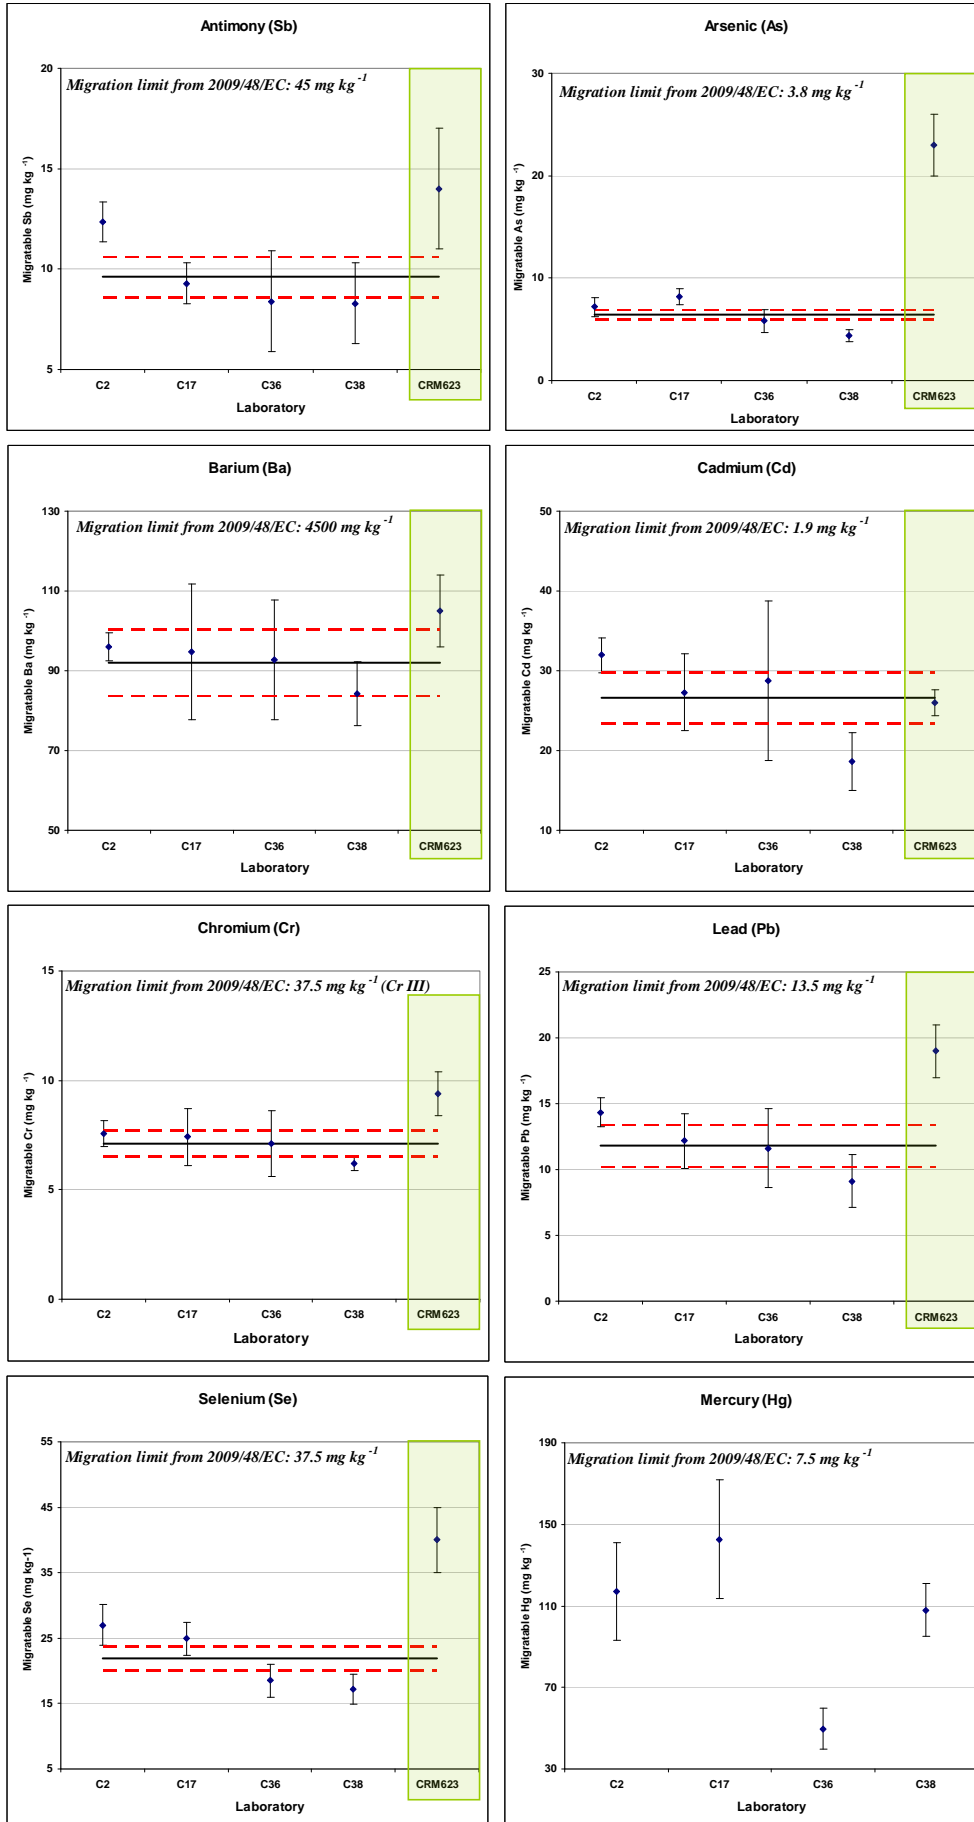 Antimony (Sb)
Migration limit from 2009/48/EC: 45 mg kg -1
Migratable Sb (mg kg -1)
20
15
10
5
C2 C17 C36 C38 CRM623
Laboratory
Arsenic (As)
Migration limit from 2009/48/EC: 3.8 mg kg -1
Migratable As (mg kg -1)
30
20
10
0
C2 C17 C36 C38 CRM623
Laboratory
Barium (Ba)
Migration limit from 2009/48/EC: 4500 mg kg -1
Migratable Ba (mg kg -1)
130
110
90
70
50
C2 C17 C36 C38 CRM623
Laboratory
Cadmium (Cd)
Migration limit from 2009/48/EC: 1.9 mg kg -1
Migratable Cd (mg kg -1)
50
40
30
20
10
C2 C17 C36 C38 CRM623
Laboratory
Chromium (Cr)
Migration limit from 2009/48/EC: 37.5 mg kg -1 (Cr III)
Migratable Cr (mg kg -1)
15
10
5
0
C2 C17 C36 C38 CRM623
Laboratory
Lead (Pb)
Migration limit from 2009/48/EC: 13.5 mg kg -1
Migratable Pb (mg kg -1)
25
20
15
10
5
0
C2 C17 C36 C38 CRM623
Laboratory
Selenium (Se)
Migration limit from 2009/48/EC: 37.5 mg kg -1
Migratable Se (mg kg-1)
55
45
35
25
15
5
C2 C17 C36 C38 CRM623
Laboratory
Mercury (Hg)
Migration limit from 2009/48/EC: 7.5 mg kg -1
Migratable Hg (mg kg -1)
190
150
110
70
30
C2 C17 C36 C38
Laboratory